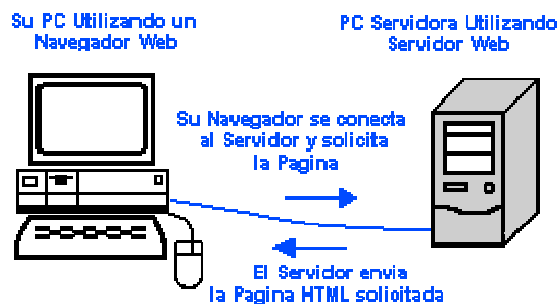 Su PC Utilizando un
Navegador Web
PC Servidora Utilizando
Servidor Web
Su Navegador se conecta
al Servidor y solicita
la Pagina
El Servidor envia
la Pagina HTML solicitada